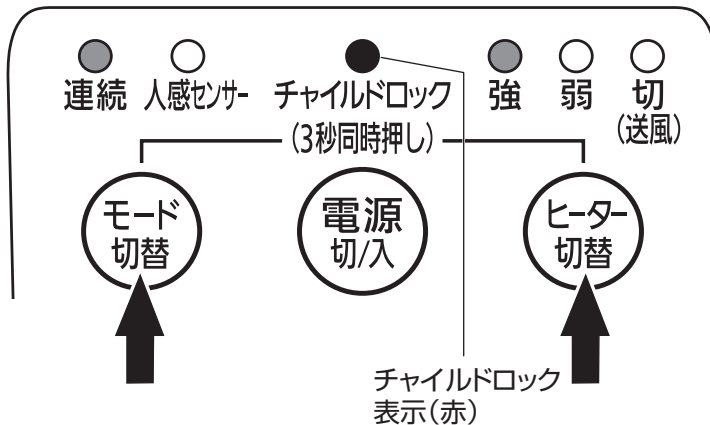 連続 人感センサー チャイルドロック 強 弱 切
(3秒同時押し) (送風)
モード 電源 ヒーター
切替 切/入 切替
チャイルドロック
表示(赤)